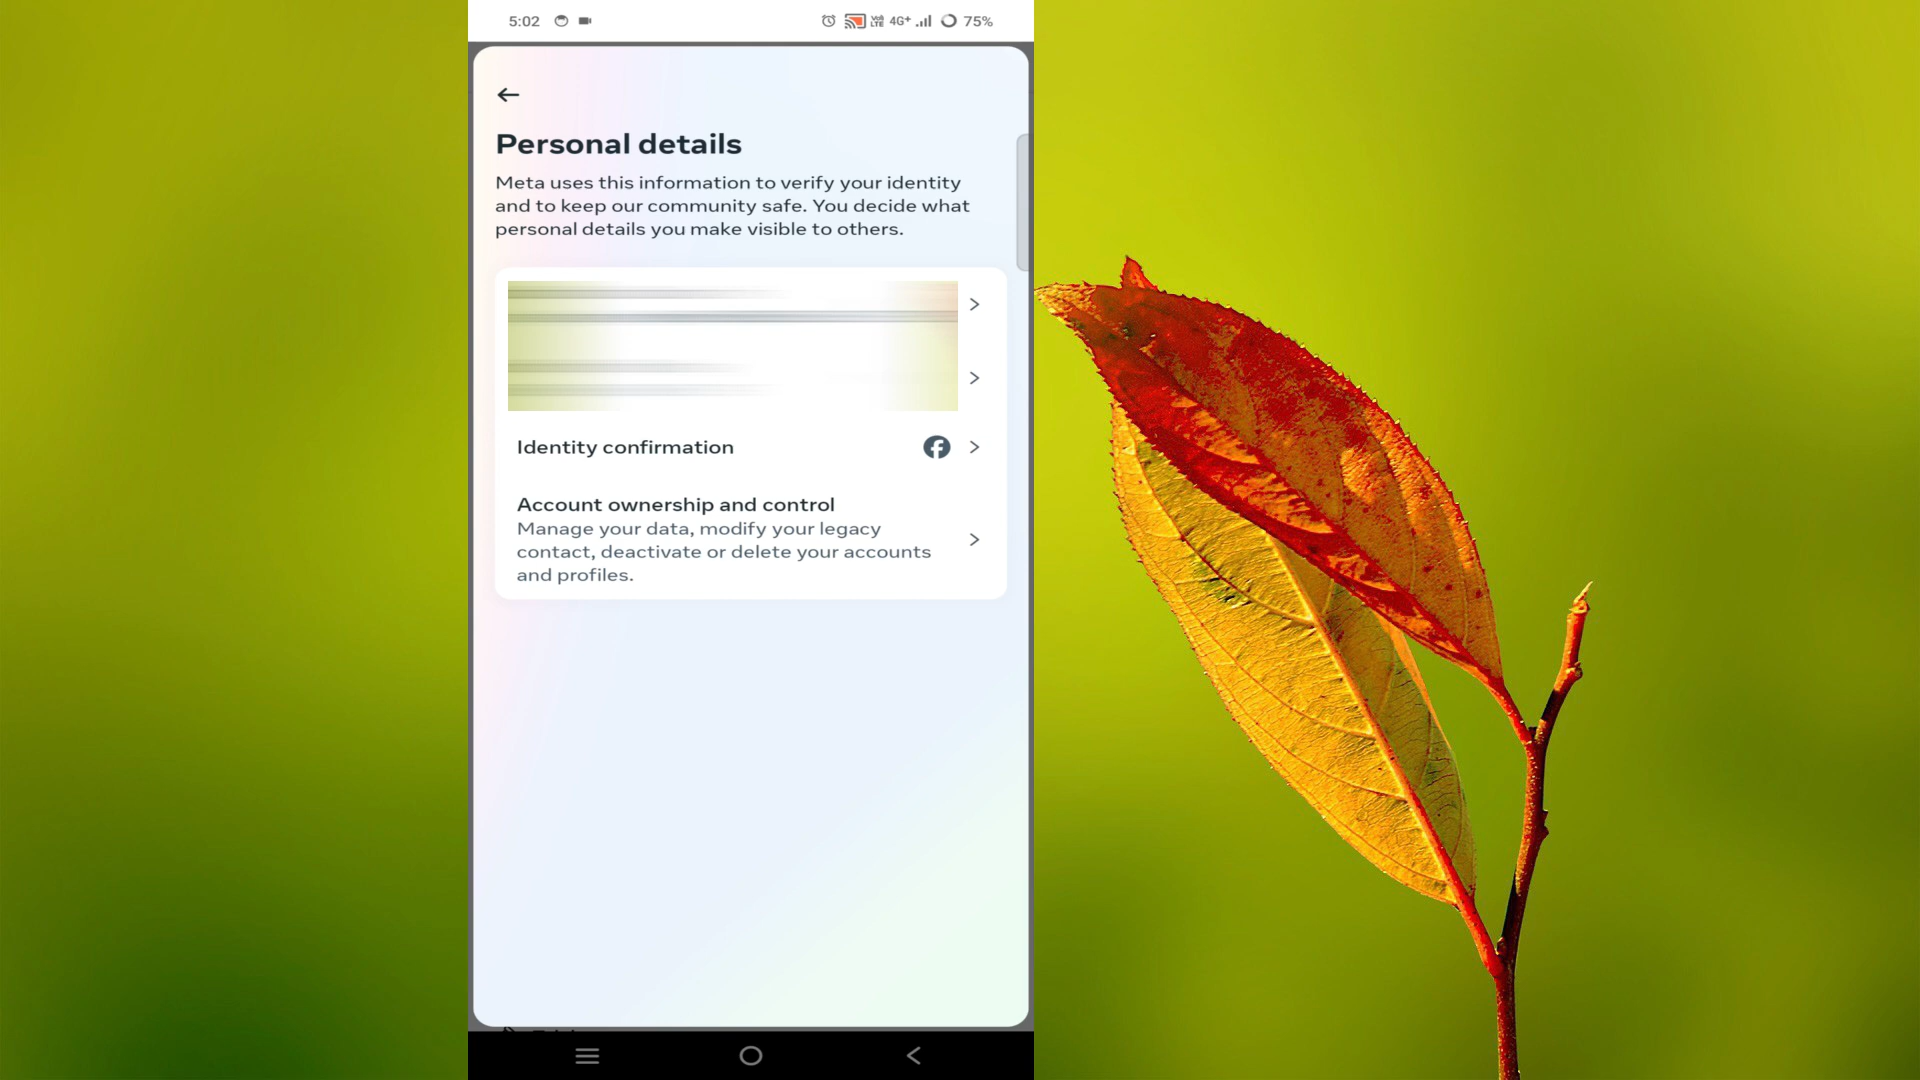 5:02 4G+ 75%
Personal details
Meta uses this information to verify your identity
and to keep our community safe. You decide what
personal details you make visible to others.
Identity confirmation
Account ownership and control
Manage your data, modify your legacy
contact, deactivate or delete your accounts
and profiles.